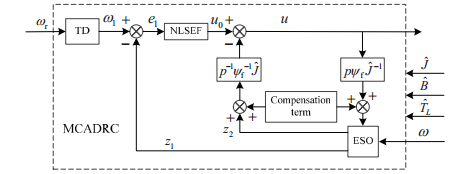 ω_r
TD
ω_1
+
−
e_1
NLSEF
u_0
+
−
u
p^{-1}ψ_f^{-1}Ĵ
pψ_f Ĵ^{-1}
Ĵ
B̂
T̂_L
ω
Compensation
term
+
+
+
+
MCADRC
z_2
z_1
ESO